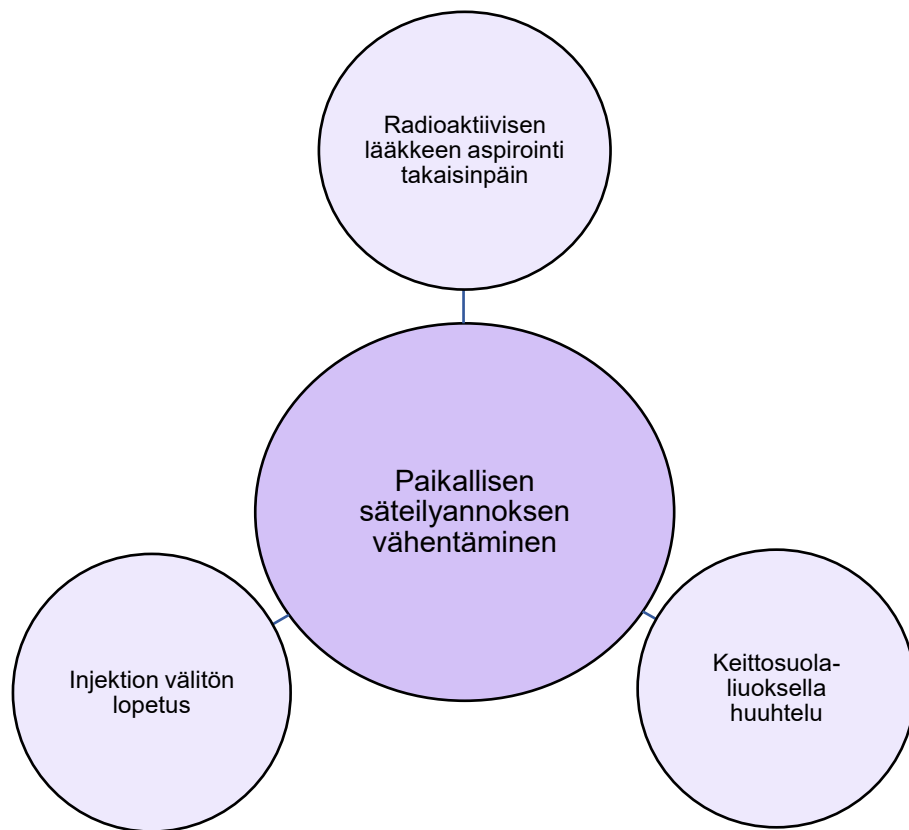 Radioaktiivisen
lääkkeen aspirointi
takaisinpäin
Paikallisen
säteilyannoksen
vähentäminen
Injektion välitön
lopetus
Keittosuola-
liuoksella
huuhtelu